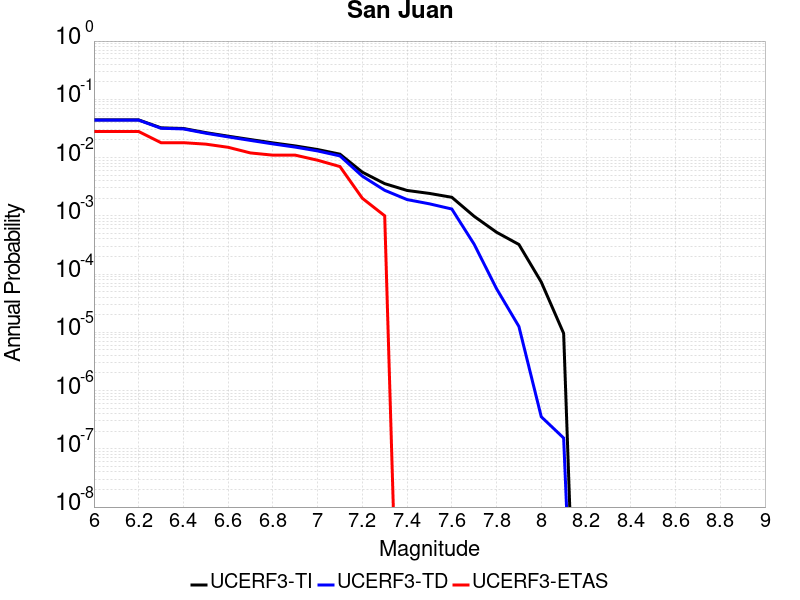 San Juan
10^0
10^-1
10^-2
10^-3
10^-4
10^-5
10^-6
10^-7
10^-8
Annual Probability
6 6.2 6.4 6.6 6.8 7 7.2 7.4 7.6 7.8 8 8.2 8.4 8.6 8.8 9
Magnitude
UCERF3-TI UCERF3-TD UCERF3-ETAS